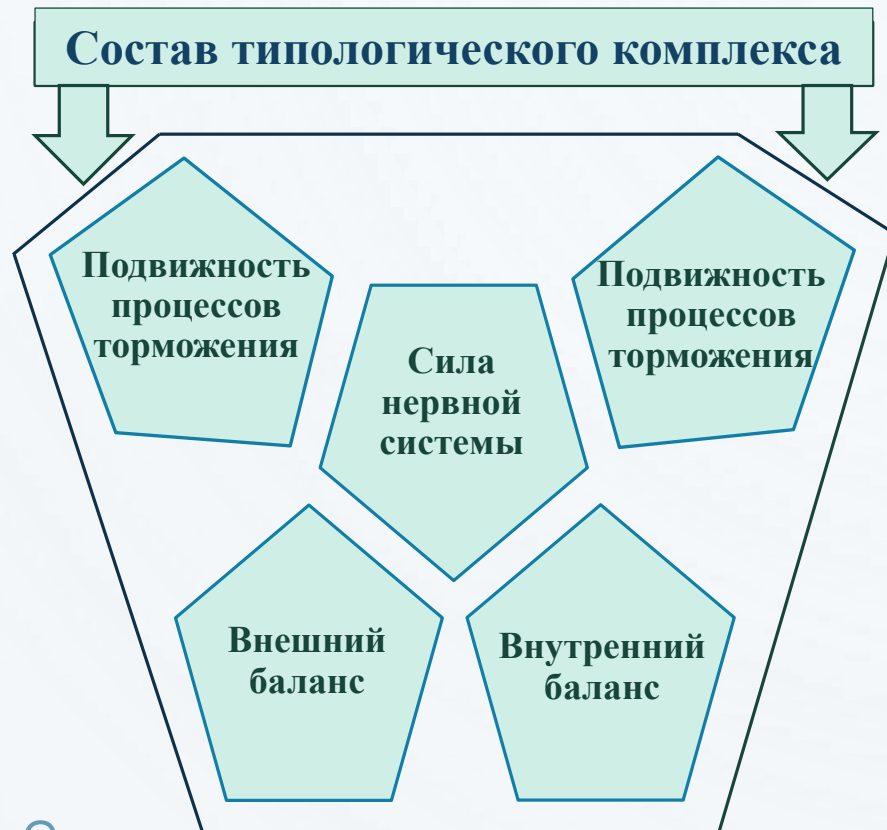 Состав типологического комплекса
Подвижность
процессов
торможения
Подвижность
процессов
торможения
Сила
нервной
системы
Внешний
баланс
Внутренний
баланс